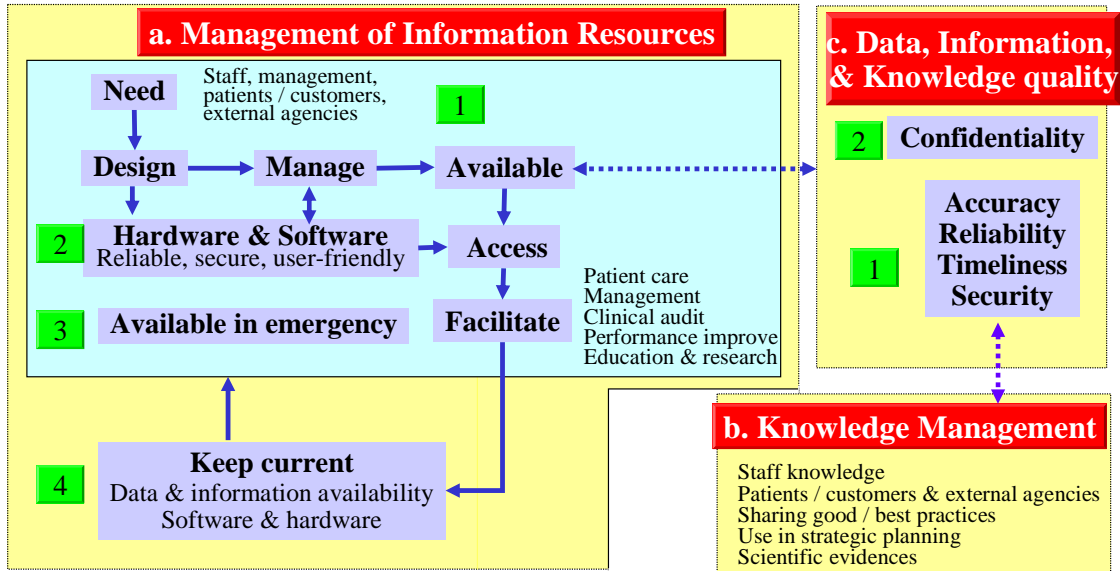 a. Management of Information Resources
Need
Staff, management,
patients / customers,
external agencies
1
Design
Manage
Available
2
Hardware & Software
Reliable, secure, user-friendly
Access
3
Available in emergency
Facilitate
Patient care
Management
Clinical audit
Performance improve
Education & research
4
Keep current
Data & information availability
Software & hardware
c. Data, Information,
& Knowledge quality
2
Confidentiality
1
Accuracy
Reliability
Timeliness
Security
b. Knowledge Management
Staff knowledge
Patients / customers & external agencies
Sharing good / best practices
Use in strategic planning
Scientific evidences